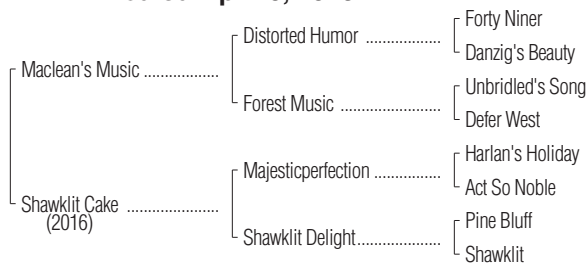 Forty Niner
Distorted Humor ..................
Danzig's Beauty
Maclean's Music ..................
Unbridled's Song
Forest Music ......................
Defer West
Harlan's Holiday
Majesticperfection ...............
Act So Noble
Shawklit Cake ......................
(2016)
Pine Bluff
Shawklit Delight...................
Shawklit